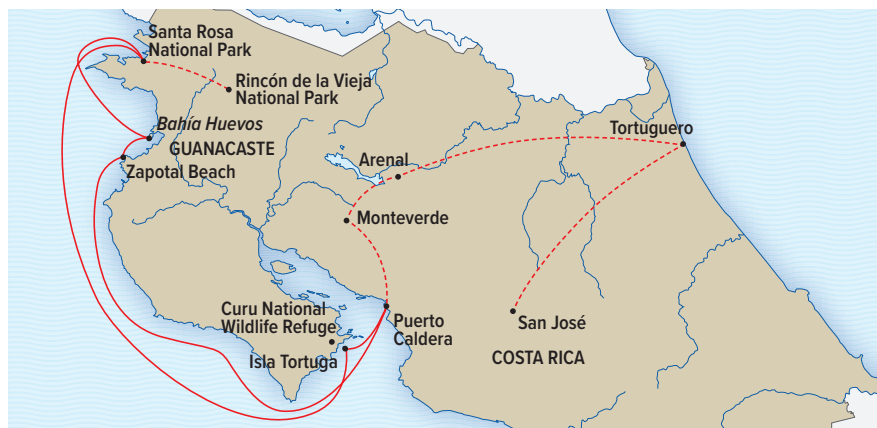 Santa Rosa
National Park
Rincón de la Vieja
National Park
Bahía Huevos
GUANACASTE
Zapotal Beach
Tortuguero
Arenal
Monteverde
Curu National
Wildlife Refuge
Isla Tortuga
Puerto
Caldera
San José
COSTA RICA